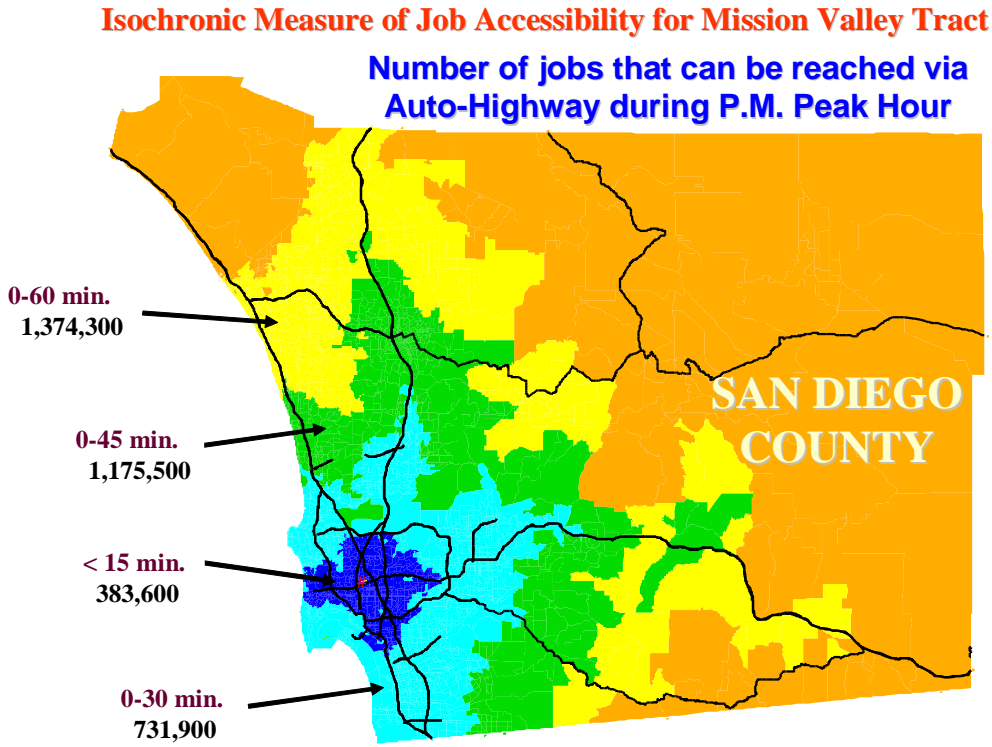 Isochronic Measure of Job Accessibility for Mission Valley Tract
Number of jobs that can be reached via
Auto-Highway during P.M. Peak Hour
0-60 min.
1,374,300
SAN DIEGO
COUNTY
0-45 min.
1,175,500
< 15 min.
383,600
0-30 min.
731,900